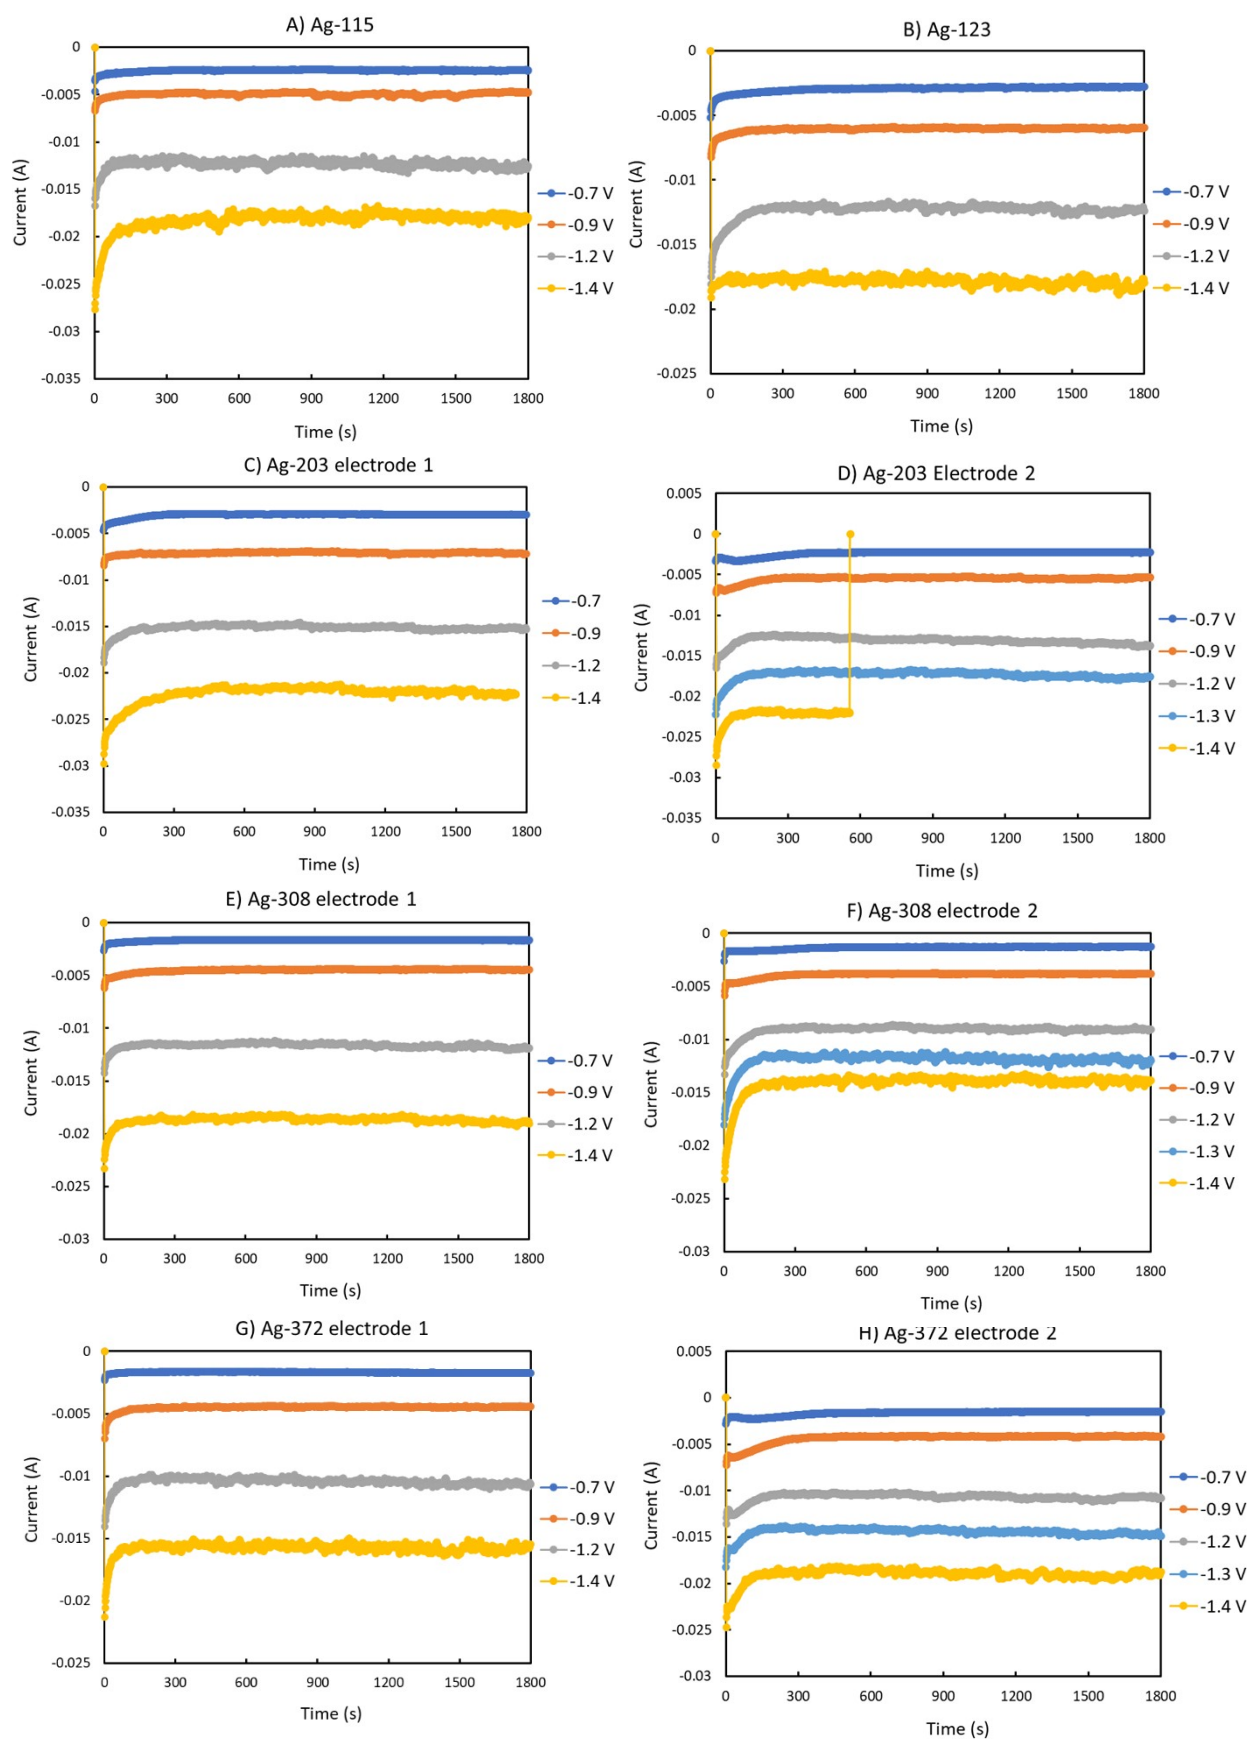 A) Ag-115
0
-0.005
-0.01
-0.015
-0.02
-0.025
-0.03
-0.035
Current (A)
0 300 600 900 1200 1500 1800
Time (s)
-0.7 V
-0.9 V
-1.2 V
-1.4 V
B) Ag-123
0
-0.005
-0.01
-0.015
-0.02
-0.025
Current (A)
0 300 600 900 1200 1500 1800
Time (s)
-0.7 V
-0.9 V
-1.2 V
-1.4 V
C) Ag-203 electrode 1
0
-0.005
-0.01
-0.015
-0.02
-0.025
-0.03
-0.035
Current (A)
0 300 600 900 1200 1500 1800
Time (s)
-0.7
-0.9
-1.2
-1.4
D) Ag-203 Electrode 2
0.005
0
-0.005
-0.01
-0.015
-0.02
-0.025
-0.03
-0.035
Current (A)
0 300 600 900 1200 1500 1800
Time (s)
-0.7 V
-0.9 V
-1.2 V
-1.3 V
-1.4 V
E) Ag-308 electrode 1
0
-0.005
-0.01
-0.015
-0.02
-0.025
-0.03
Current (A)
0 300 600 900 1200 1500 1800
Time (s)
-0.7 V
-0.9 V
-1.2 V
-1.4 V
F) Ag-308 electrode 2
0
-0.005
-0.01
-0.015
-0.02
-0.025
-0.03
Current (A)
0 300 600 900 1200 1500 1800
Time (s)
-0.7 V
-0.9 V
-1.2 V
-1.3 V
-1.4 V
G) Ag-372 electrode 1
0
-0.005
-0.01
-0.015
-0.02
-0.025
Current (A)
0 300 600 900 1200 1500 1800
Time (s)
-0.7 V
-0.9 V
-1.2 V
-1.4 V
H) Ag-372 electrode 2
0.005
0
-0.005
-0.01
-0.015
-0.02
-0.025
-0.03
Current (A)
0 300 600 900 1200 1500 1800
Time (s)
-0.7 V
-0.9 V
-1.2 V
-1.3 V
-1.4 V